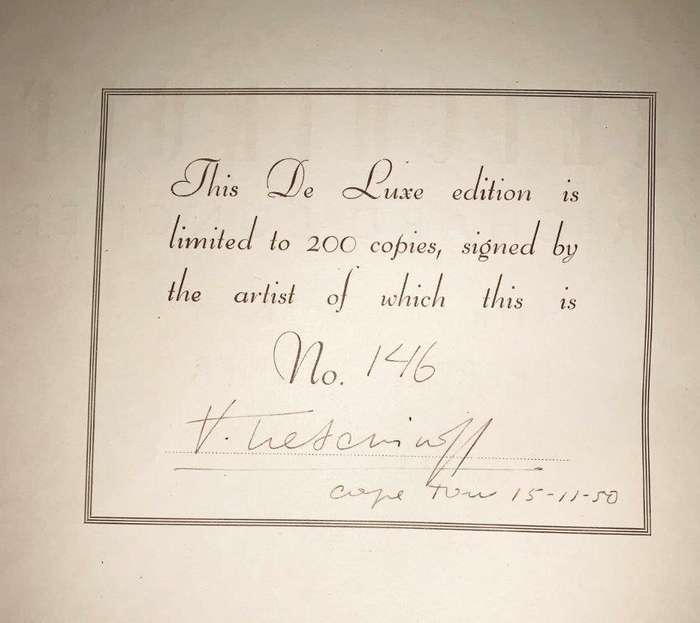 This De Luxe edition is
limited to 200 copies, signed by
the artist of which this is
No. 146
V. Tretchikoff
Cape Town 15-11-50